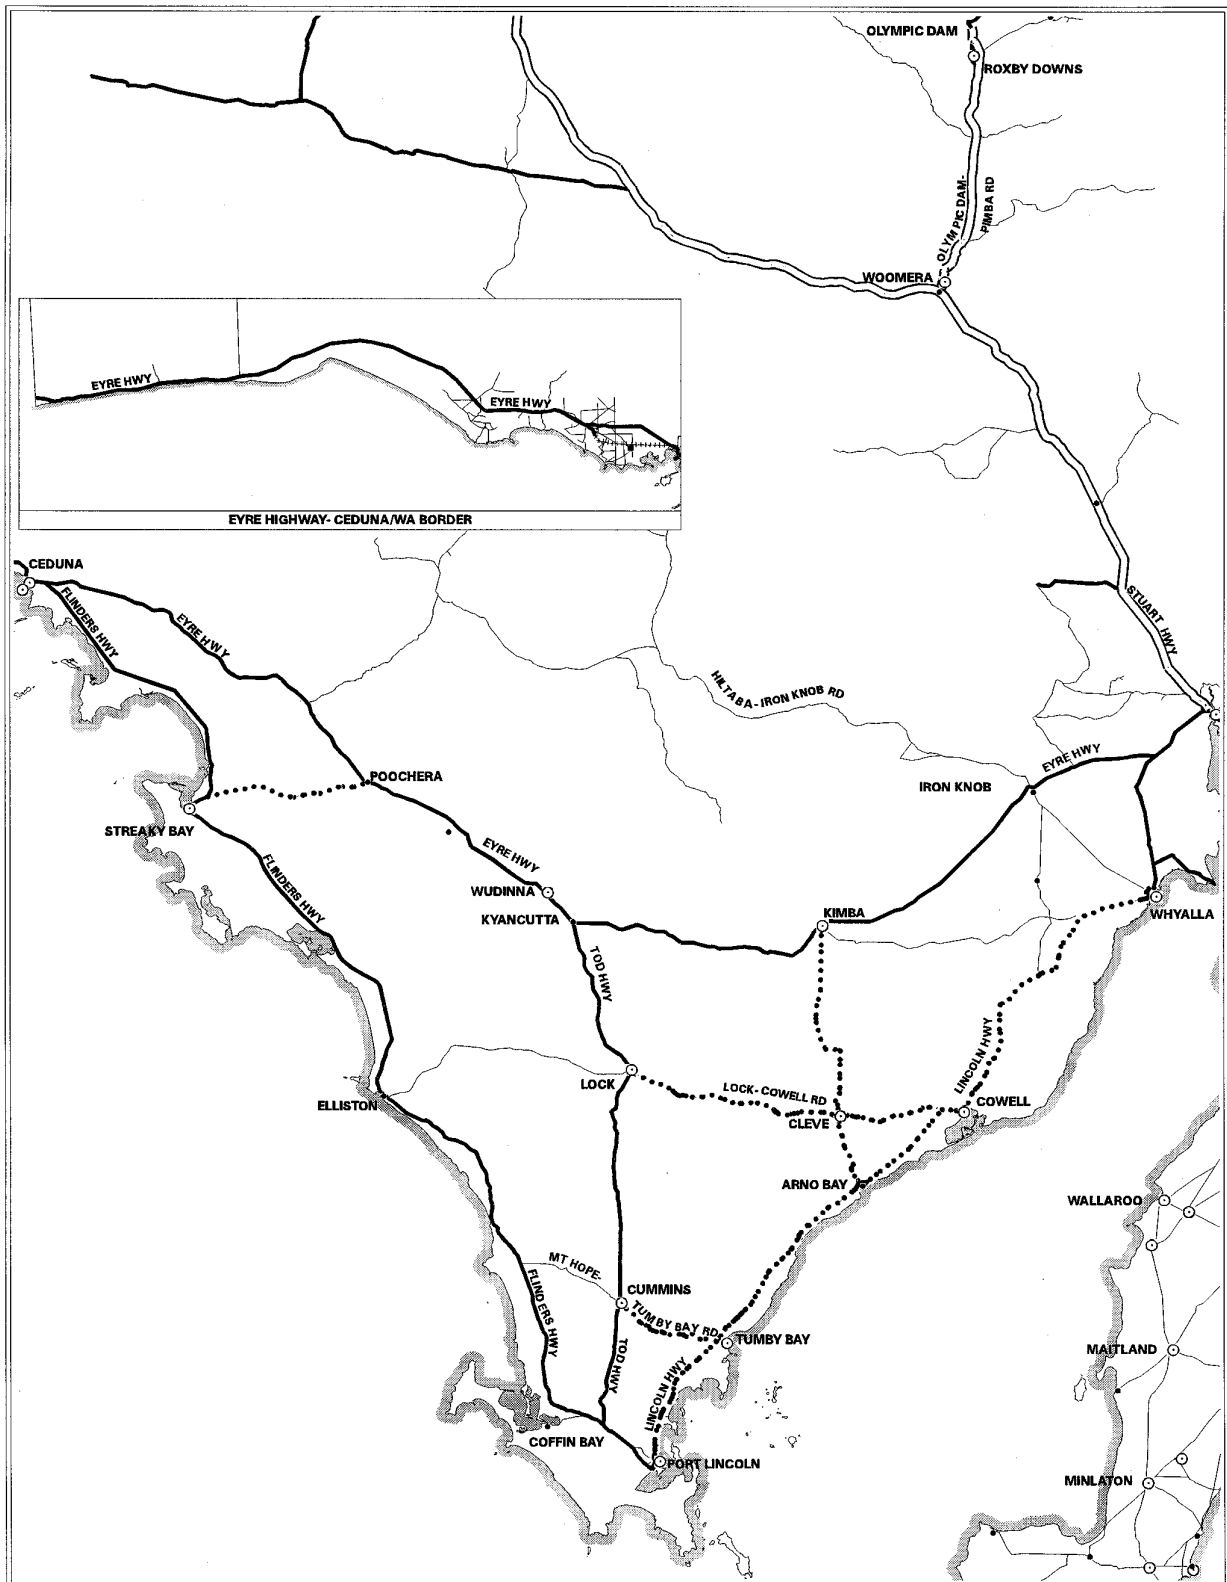 OLYMPIC DAM
ROXBY DOWNS
OLYMPIC DAM-
PIMBA RD
WOOMERA
EYRE HWY
EYRE HWY
EYRE HIGHWAY- CEDUNA/WA BORDER
CEDUNA
FLINDERS HWY
EYRE HWY
STUART HWY
HILTABA - IRON KNOB RD
EYRE HWY
POOCHERA
IRON KNOB
STREAKY BAY
FLINDERS HWY
EYRE HWY
WUDINNA
KYANCUTTA
KIMBA
WHYALLA
TOD HWY
LINCOLN HWY
LOCK
LOCK- COWELL RD
ELLISTON
CLEVE
COWELL
ARNO BAY
WALLAROO
MT HOPE-
FLINDERS HWY
CUMMINS
TUMBY BAY RD
TUMBY BAY
TOD HWY
LINCOLN HWY
MAITLAND
COFFIN BAY
PORT LINCOLN
MINLATON